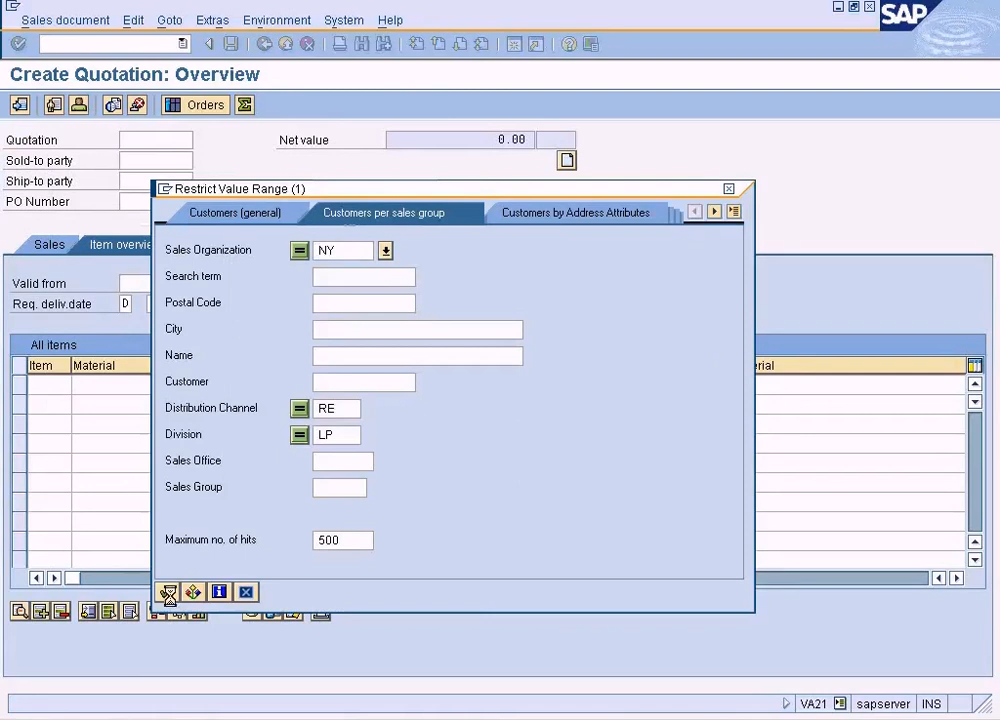 Sales document Edit Goto Extras Environment System Help
SAP
Create Quotation: Overview
Orders
Quotation
Net value 0.00
Sold-to party
Ship-to party
PO Number
Restrict Value Range (1)
Customers (general) Customers per sales group Customers by Address Attributes
Sales Organization NY
Search term
Postal Code
City
Name
Customer
Distribution Channel RE
Division LP
Sales Office
Sales Group
Maximum no. of hits 500
Sales Item overvie
Valid from
Req. deliv.date D
All items
Item Material rial
VA21 sapserver INS